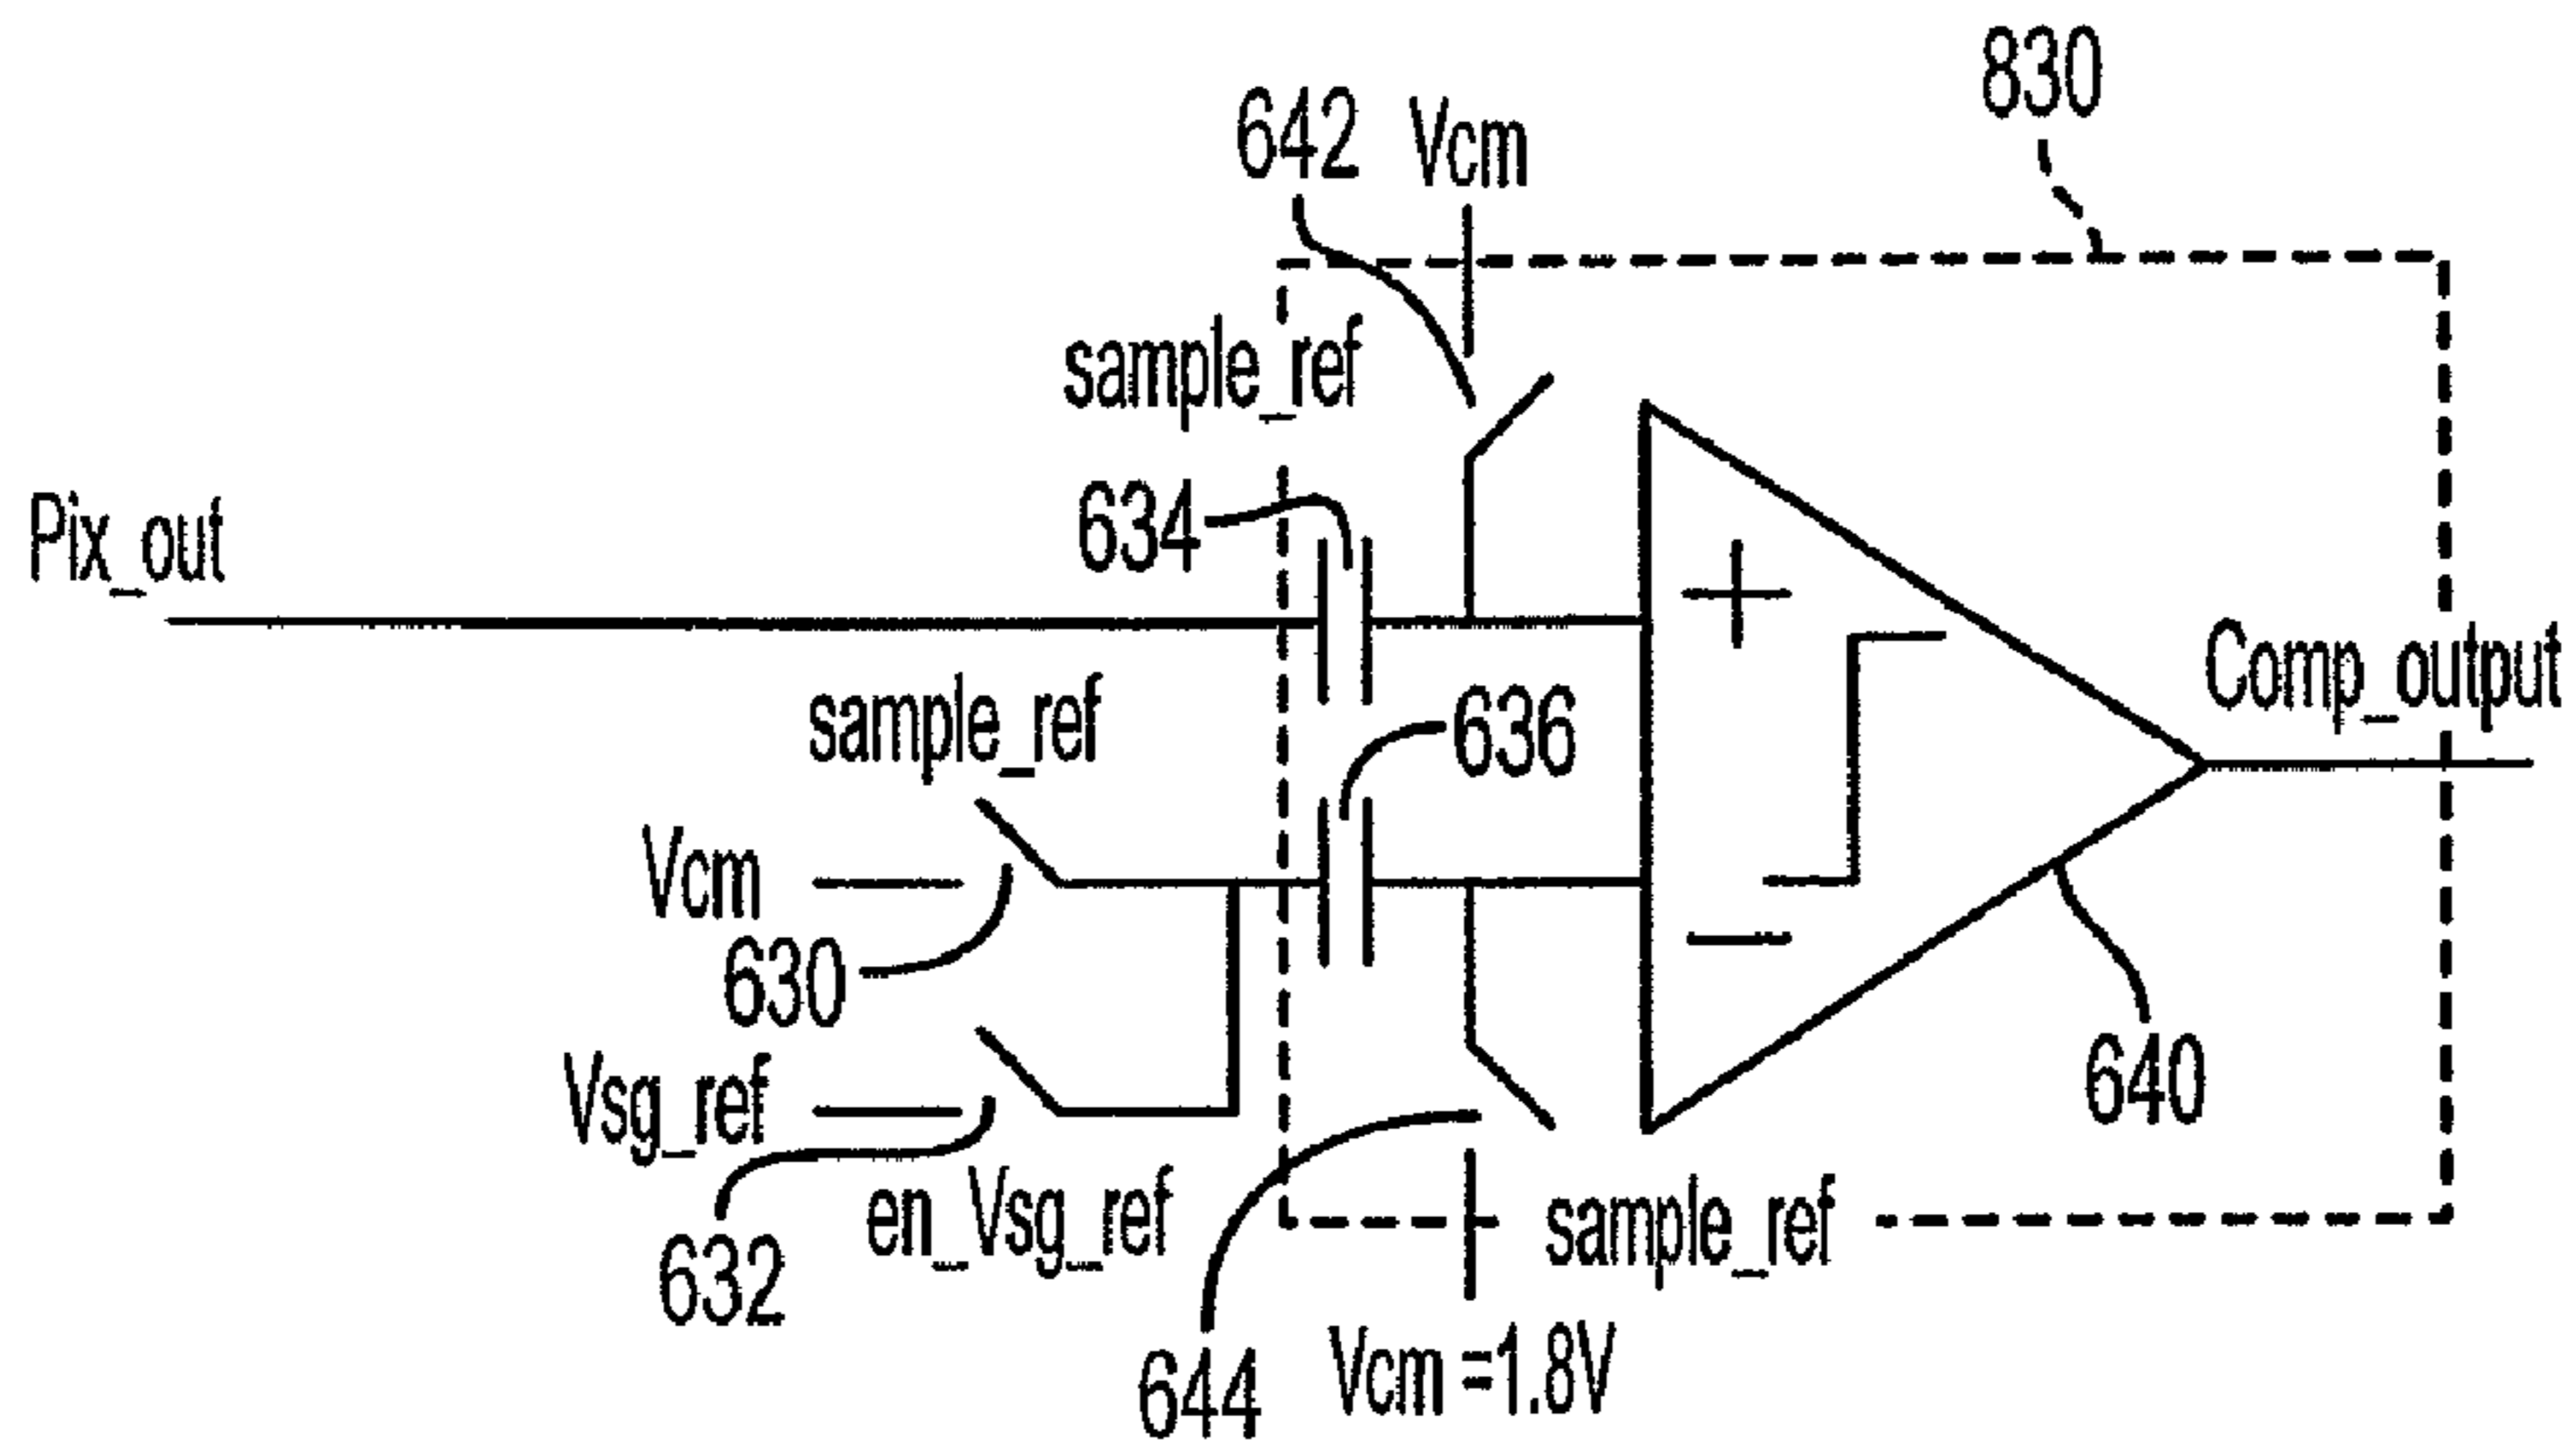 830
642 Vcm
sample_ref
634
Pix_out
+
Comp_output
sample_ref
636
Vcm
630
−
Vsg_ref
640
en_Vsg_ref
sample_ref
632
644
Vcm =1.8V